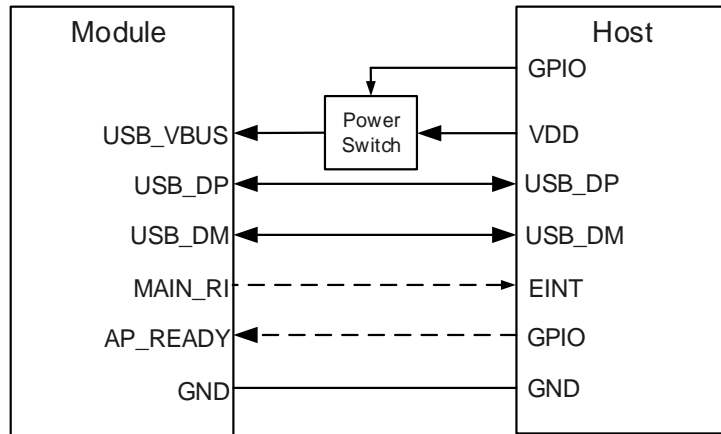 Module
Host
GPIO
Power
Switch
USB_VBUS
VDD
USB_DP
USB_DP
USB_DM
USB_DM
MAIN_RI
EINT
AP_READY
GPIO
GND
GND